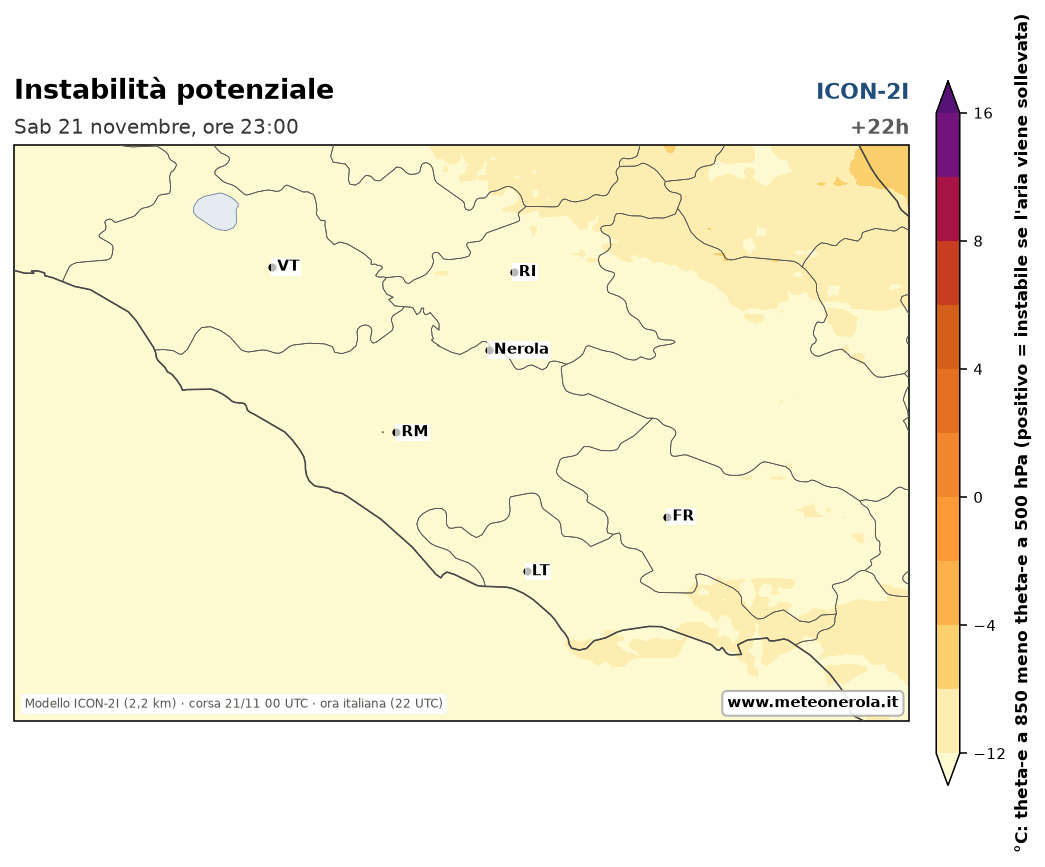 Instabilità potenziale
ICON-2I
Sab 21 novembre, ore 23:00
+22h
VT
RI
Nerola
RM
FR
LT
Modello ICON-2I (2,2 km) · corsa 21/11 00 UTC · ora italiana (22 UTC)
www.meteonerola.it
16
8
4
0
−4
−12
°C: theta-e a 850 meno theta-e a 500 hPa (positivo = instabile se l'aria viene sollevata)